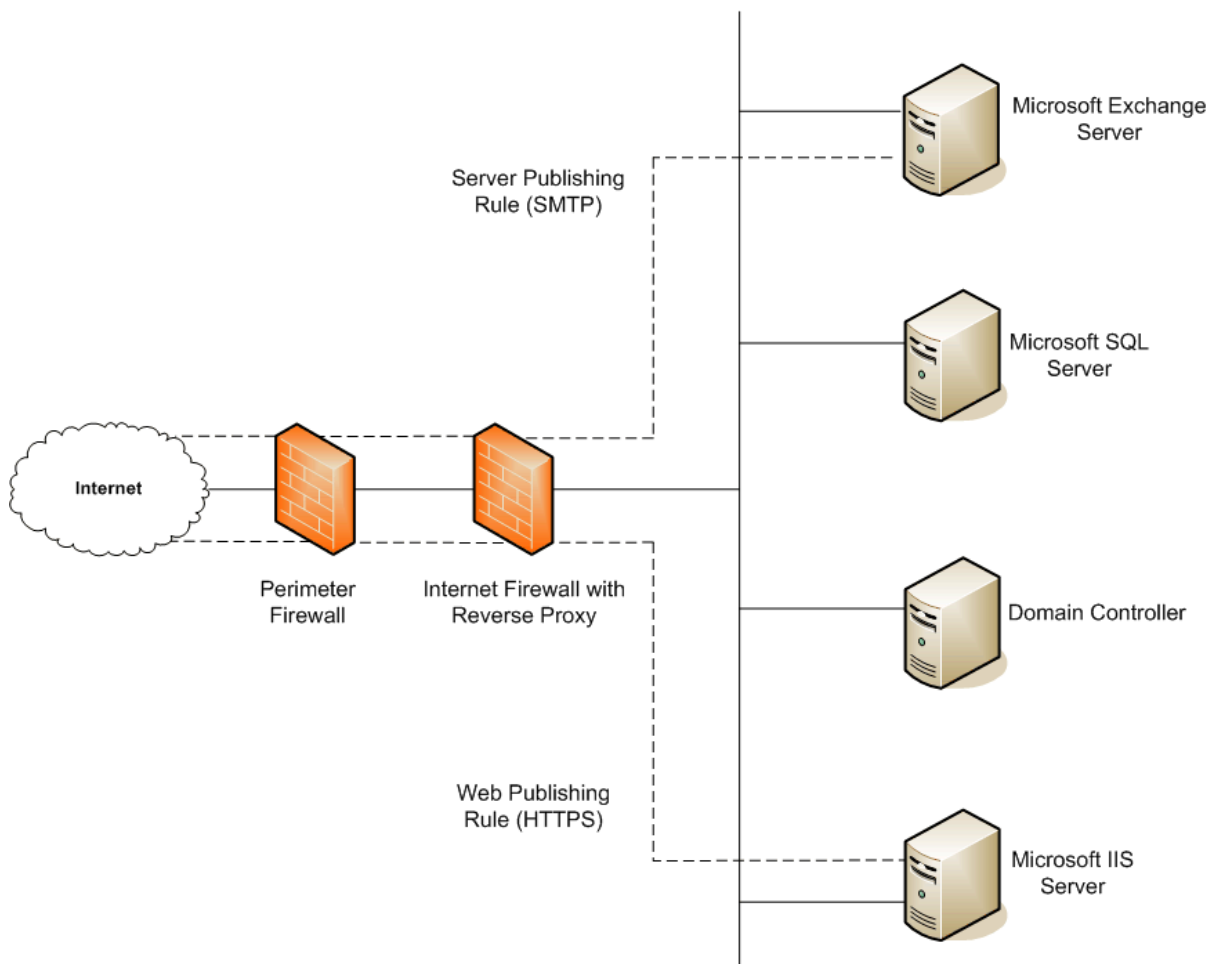 Microsoft Exchange
Server
Server Publishing
Rule (SMTP)
Microsoft SQL
Server
Internet
Perimeter
Firewall
Internet Firewall with
Reverse Proxy
Domain Controller
Web Publishing
Rule (HTTPS)
Microsoft IIS
Server